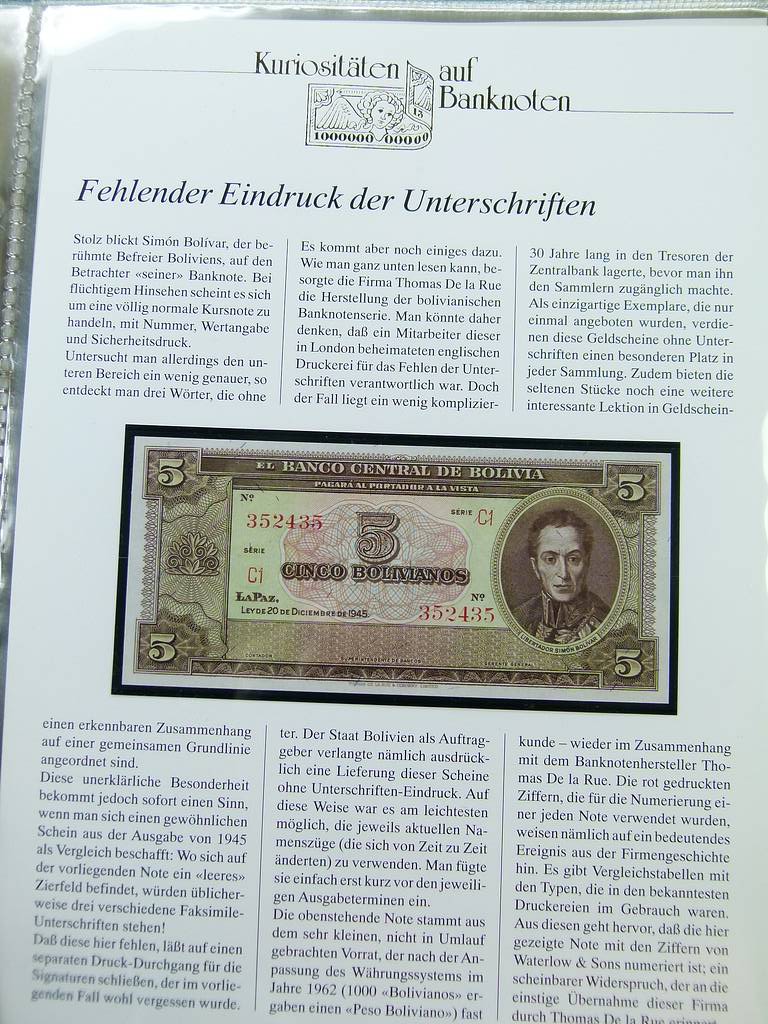 Kuriositäten auf
Banknoten
15
1000000 00000
Fehlender Eindruck der Unterschriften
Stolz blickt Simón Bolívar, der be-
rühmte Befreier Boliviens, auf den
Betrachter «seiner» Banknote. Bei
flüchtigem Hinsehen scheint es sich
um eine völlig normale Kursnote zu
handeln, mit Nummer, Wertangabe
und Sicherheitsdruck.
Untersucht man allerdings den un-
teren Bereich ein wenig genauer, so
entdeckt man drei Wörter, die ohne
Es kommt aber noch einiges dazu.
Wie man ganz unten lesen kann, be-
sorgte die Firma Thomas De la Rue
die Herstellung der bolivianischen
Banknotenserie. Man könnte daher
denken, daß ein Mitarbeiter dieser
in London beheimateten englischen
Druckerei für das Fehlen der Unter-
schriften verantwortlich war. Doch
der Fall liegt ein wenig komplizier-
30 Jahre lang in den Tresoren der
Zentralbank lagerte, bevor man ihn
den Sammlern zugänglich machte.
Als einzigartige Exemplare, die nur
einmal angeboten wurden, verdie-
nen diese Geldscheine ohne Unter-
schriften einen besonderen Platz in
jeder Sammlung. Zudem bieten die
seltenen Stücke noch eine weitere
interessante Lektion in Geldschein-
5
EL BANCO CENTRAL DE BOLIVIA
5
PAGARÁ AL PORTADOR A LA VISTA
Nº
352435
SERIE C1
5
SERIE
C1
CINCO BOLIVIANOS
LA PAZ,
LEY DE 20 DE DICIEMBRE DE 1945
Nº
352435
LIBERTADOR SIMÓN BOLÍVAR
5
5
CONTADOR
SUPERINTENDENTE DE BANCOS
GERENTE GENERAL
einen erkennbaren Zusammenhang
auf einer gemeinsamen Grundlinie
angeordnet sind.
Diese unerklärliche Besonderheit
bekommt jedoch sofort einen Sinn,
wenn man sich einen gewöhnlichen
Schein aus der Ausgabe von 1945
als Vergleich beschafft: Wo sich auf
der vorliegenden Note ein «leeres»
Zierfeld befindet, würden üblicher-
weise drei verschiedene Faksimile-
Unterschriften stehen!
Daß diese hier fehlen, läßt auf einen
separaten Druck-Durchgang für die
Signaturen schließen, der im vorlie-
genden Fall wohl vergessen wurde.
ter. Der Staat Bolivien als Auftrag-
geber verlangte nämlich ausdrück-
lich eine Lieferung dieser Scheine
ohne Unterschriften-Eindruck. Auf
diese Weise war es am leichtesten
möglich, die jeweils aktuellen Na-
menszüge (die sich von Zeit zu Zeit
änderten) zu verwenden. Man fügte
sie einfach erst kurz vor den jeweili-
gen Ausgabeterminen ein.
Die obenstehende Note stammt aus
dem sehr kleinen, nicht in Umlauf
gebrachten Vorrat, der nach der An-
passung des Währungssystems im
Jahre 1962 (1000 «Bolivianos» er-
gaben einen «Peso Boliviano») fast
kunde – wieder im Zusammenhang
mit dem Banknotenhersteller Tho-
mas De la Rue. Die rot gedruckten
Ziffern, die für die Numerierung ei-
ner jeden Note verwendet wurden,
weisen nämlich auf ein bedeutendes
Ereignis aus der Firmengeschichte
hin. Es gibt Vergleichstabellen mit
den Typen, die in den bekanntesten
Druckereien im Gebrauch waren.
Aus diesen geht hervor, daß die hier
gezeigte Note mit den Ziffern von
Waterlow & Sons numeriert ist; ein
scheinbarer Widerspruch, der an die
einstige Übernahme dieser Firma
durch Thomas De la Rue erinnert.